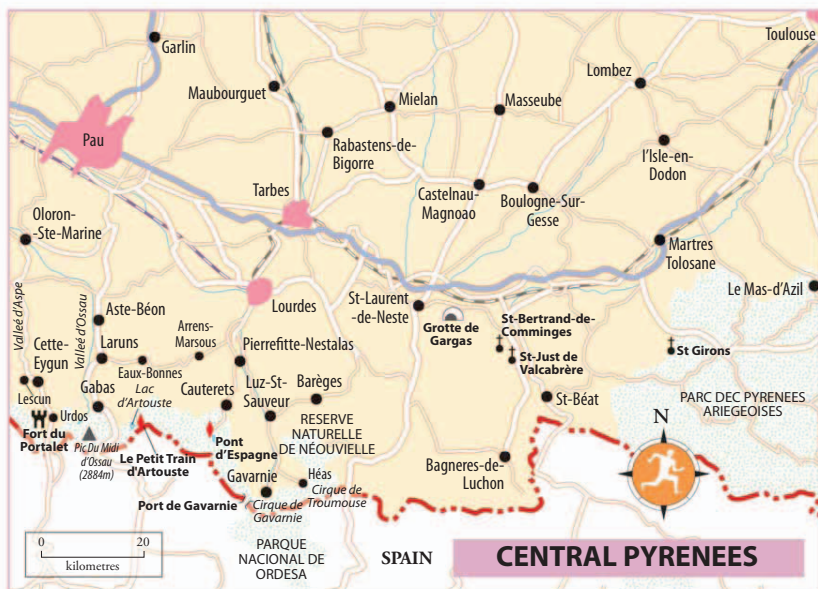 Toulouse
Garlin
Lombez
Maubourguet
Mielan
Masseube
Pau
Rabastens-de-
Bigorre
l'Isle-en-
Dodon
Tarbes
Castelnau-
Magnoao
Boulogne-Sur-
Gesse
Oloron-
-Ste-Marine
Martres
Tolosane
Valleé d'Aspe
Valleé d'Ossau
Lourdes
St-Laurent
-de-Neste
Grotte de
Gargas
St-Bertrand-de-
Comminges
St-Just de
Valcabrère
Le Mas-d'Azil
Aste-Béon
Arrens-
Marsous
Cette-
Eygun
Laruns
Pierrefitte-Nestalas
St Girons
Eaux-Bonnes
Lac
d'Artouste
Lescun
Gabas
Cauterets
Luz-St-
Sauveur
Barèges
St-Béat
PARC DEC PYRENEES
ARIEGEOISES
Urdos
Fort du
Portalet
Pic Du Midi
d'Ossau
(2884m)
Le Petit Train
d'Artouste
Pont
d'Espagne
RESERVE
NATURELLE
DE NÉOUVIELLE
N
Bagneres-de-
Luchon
Gavarnie
Héas
Cirque de
Troumouse
Port de Gavarnie
Cirque de
Gavarnie
PARQUE
NACIONAL DE
ORDESA
SPAIN
CENTRAL PYRENEES
0 20
kilometres